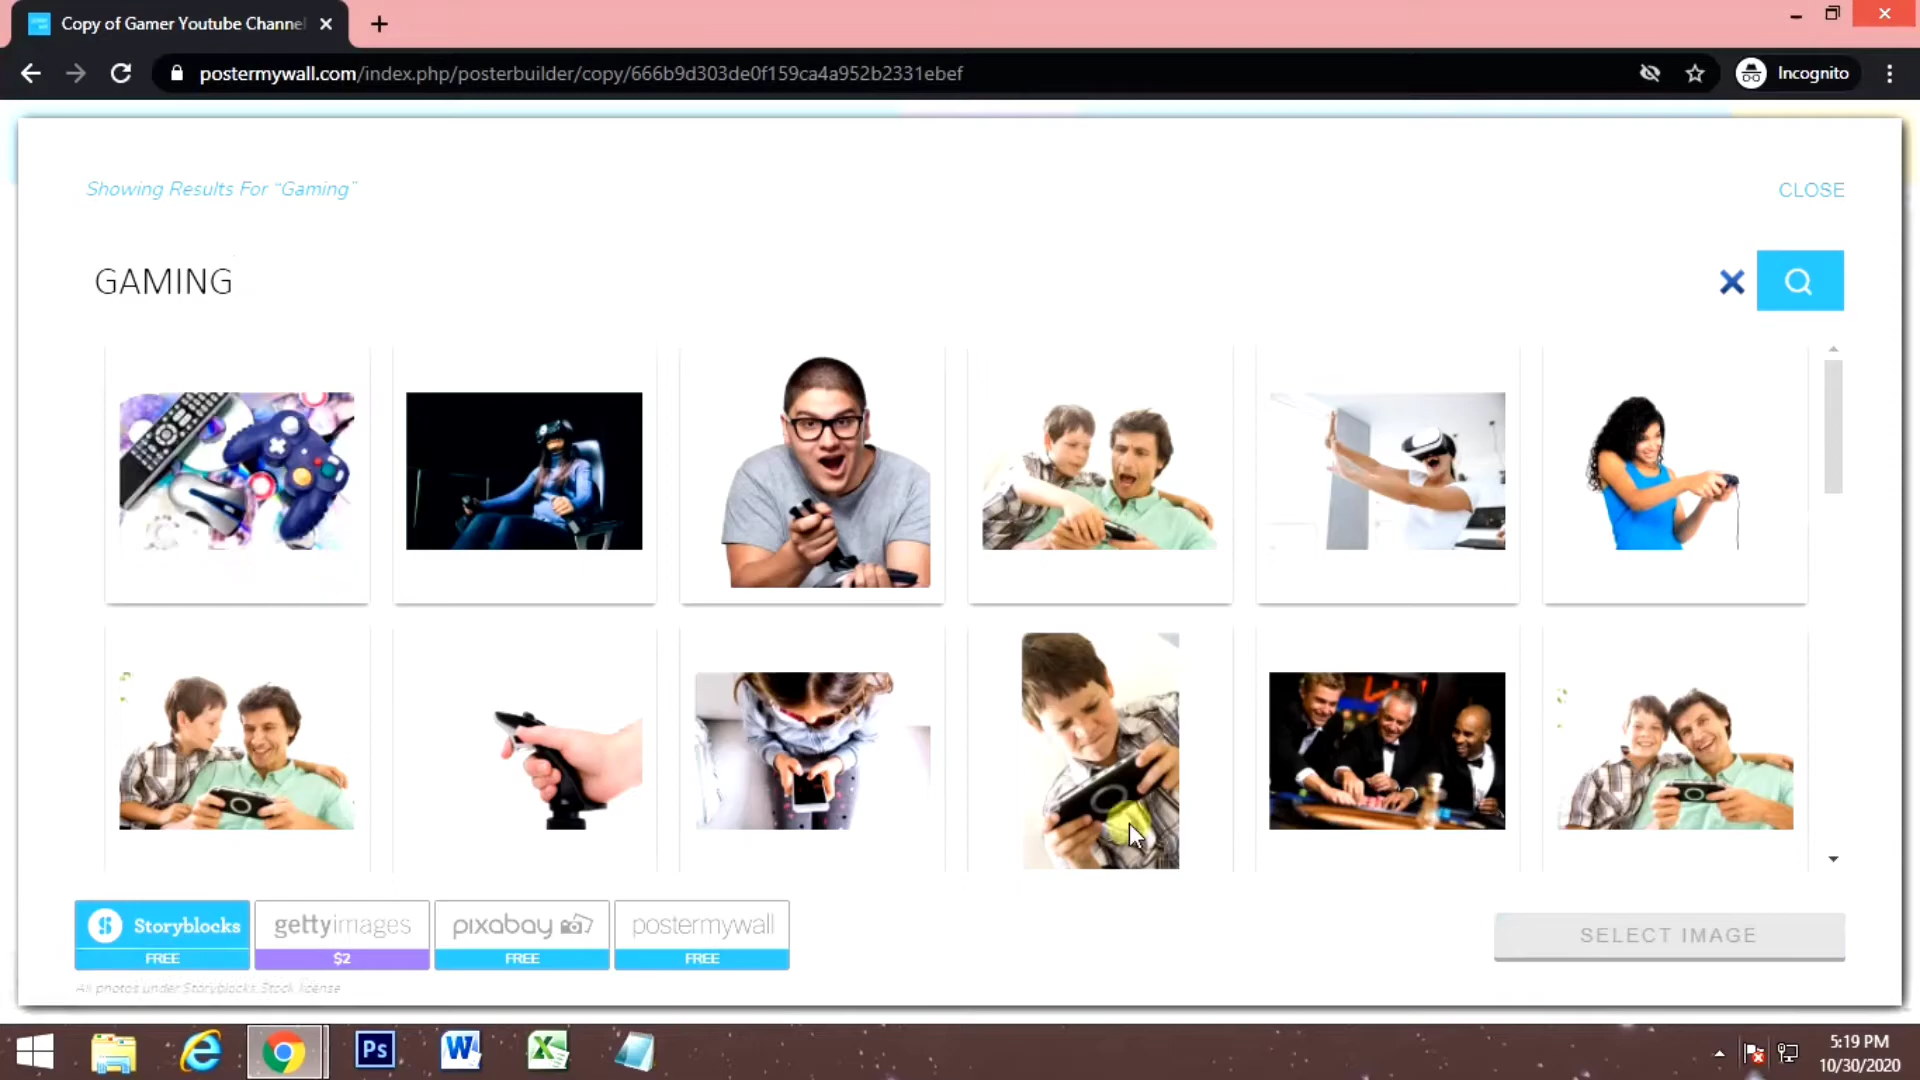 Copy of Gamer Youtube Channe
postermywall.com/index.php/posterbuilder/copy/666b9d303de0f159ca4a952b2331ebef
Incognito
Showing Results For "Gaming"
CLOSE
GAMING
Storyblocks
FREE
gettyimages
$2
pixabay
FREE
postermywall
FREE
SELECT IMAGE
All photos under Storyblocks Stock license
Ps
5:19 PM
10/30/2020